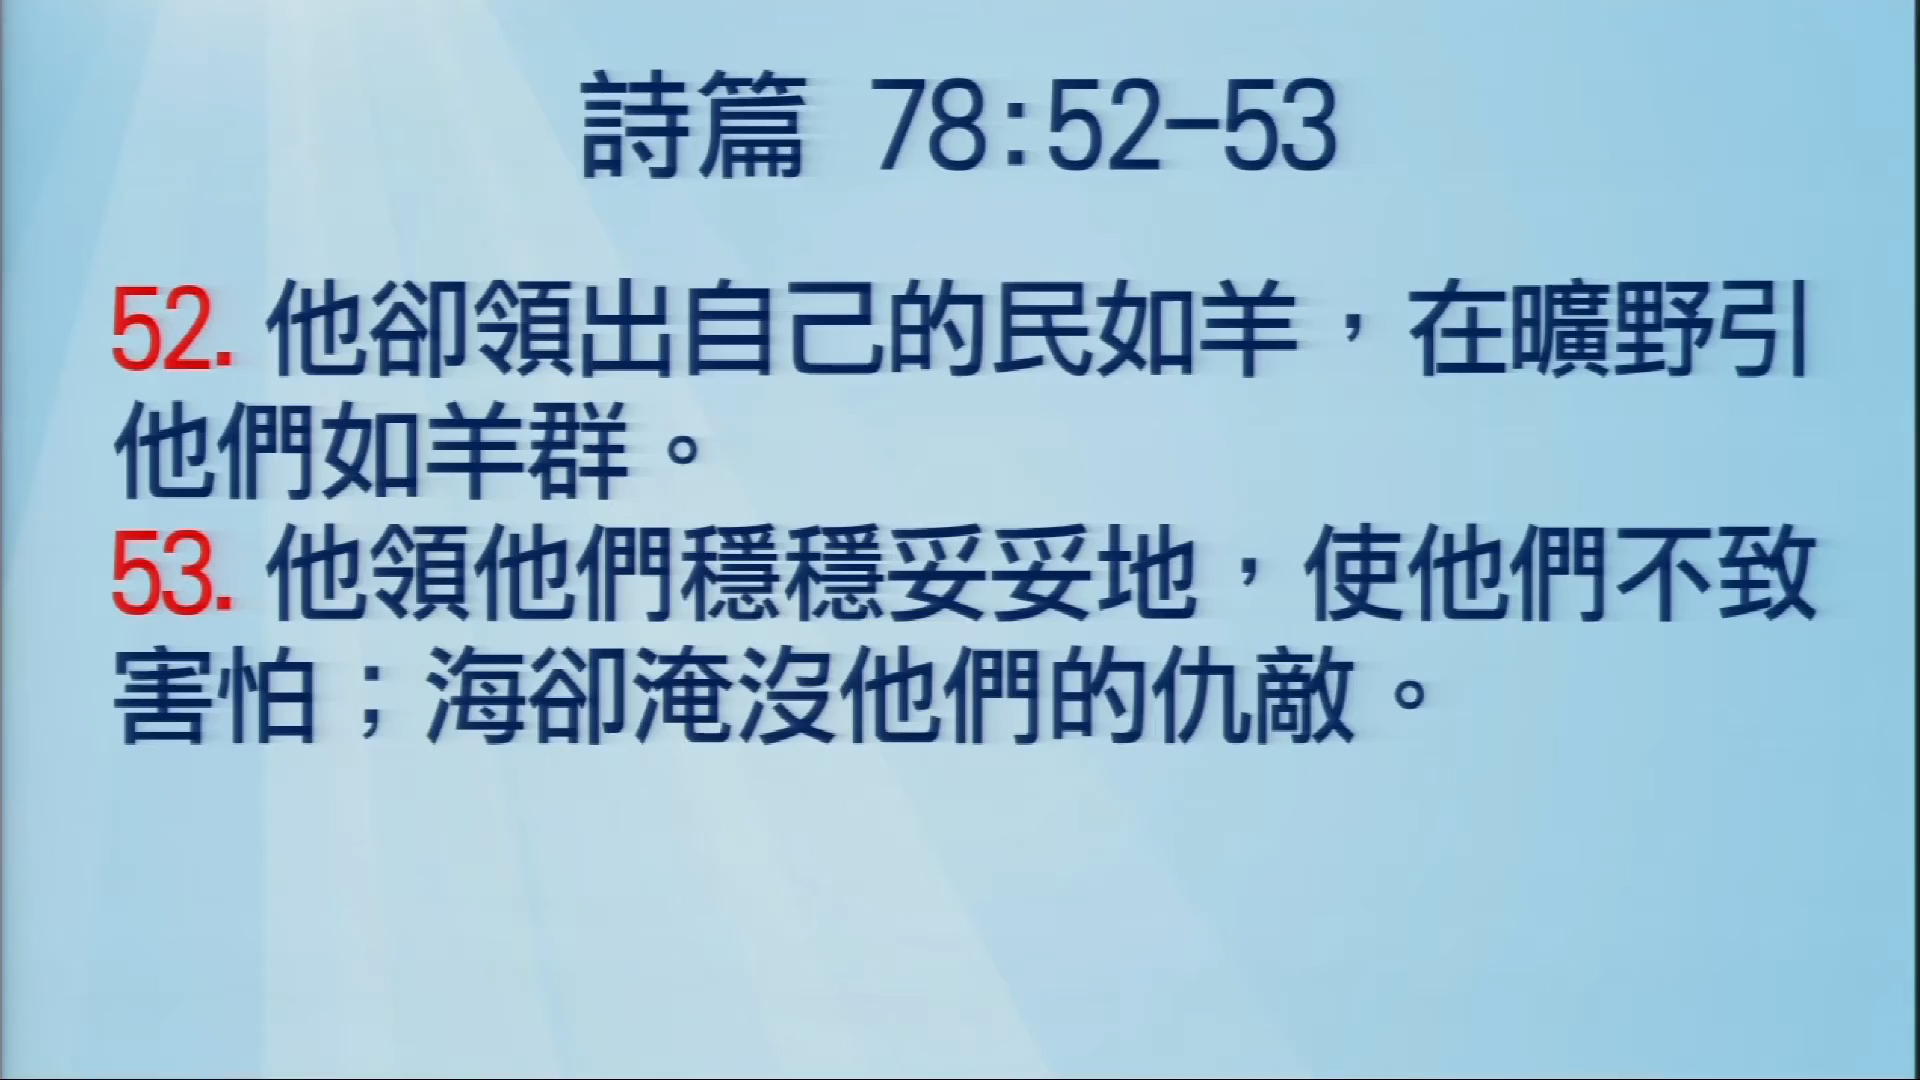 詩篇 78:52-53
52. 他卻領出自己的民如羊，在曠野引
他們如羊群。
53. 他領他們穩穩妥妥地，使他們不致
害怕；海卻淹沒他們的仇敵。